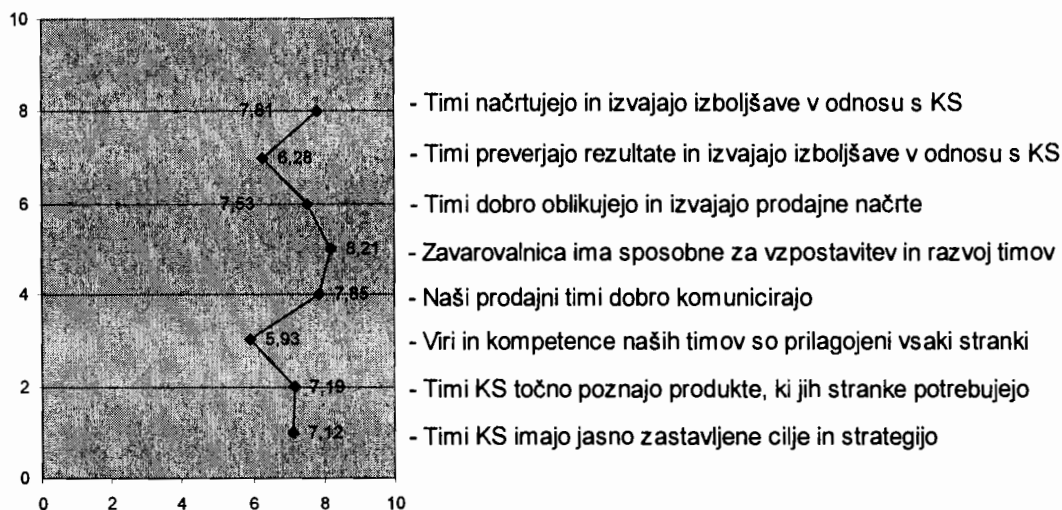 10
8
6
4
2
0
0 2 4 6 8 10
7,81
6,28
7,53
8,21
7,85
5,93
7,19
7,12
- Timi načrtujejo in izvajajo izboljšave v odnosu s KS
- Timi preverjajo rezultate in izvajajo izboljšave v odnosu s KS
- Timi dobro oblikujejo in izvajajo prodajne načrte
- Zavarovalnica ima sposobne za vzpostavitev in razvoj timov
- Naši prodajni timi dobro komunicirajo
- Viri in kompetence naših timov so prilagojeni vsaki stranki
- Timi KS točno poznajo produkte, ki jih stranke potrebujejo
- Timi KS imajo jasno zastavljene cilje in strategijo